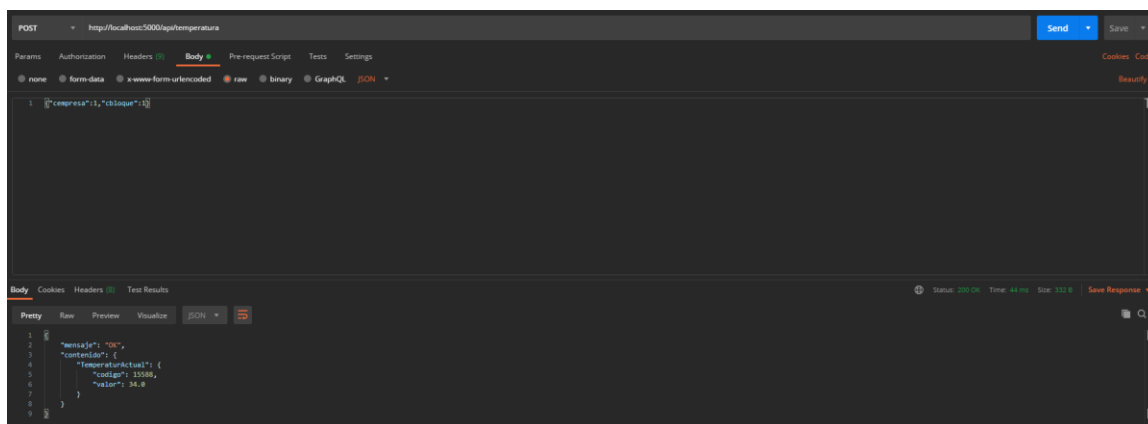 POST http://localhost:5000/api/temperatura Send Save
Params Authorization Headers (9) Body Pre-request Script Tests Settings Cookies Cod
none form-data x-www-form-urlencoded raw binary GraphQL JSON Beautify
1 {"cempresa":1,"cbloque":1}
Body Cookies Headers (8) Test Results Status: 200 OK Time: 44 ms Size: 332 B Save Response
Pretty Raw Preview Visualize JSON
1 {
2 "mensaje": "OK",
3 "contenido": {
4 "TemperaturActual": {
5 "codigo": 15588,
6 "valor": 34.0
7 }
8 }
9 }